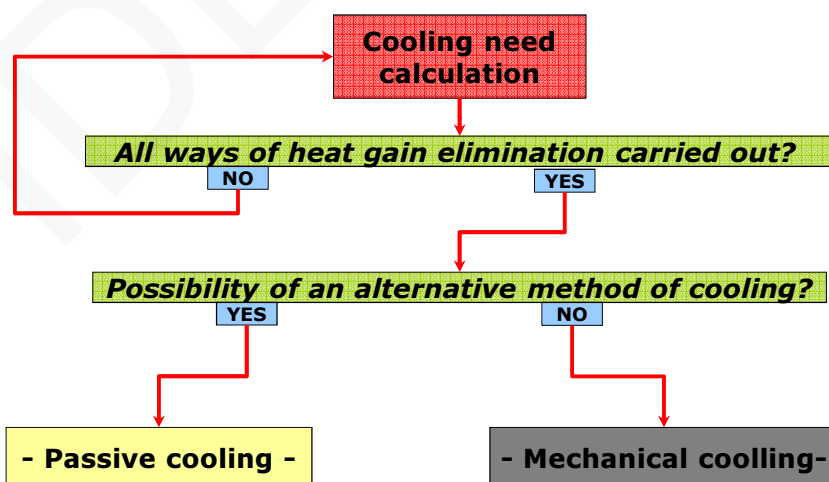 Cooling need
calculation
All ways of heat gain elimination carried out?
NO
YES
Possibility of an alternative method of cooling?
YES
NO
- Passive cooling -
- Mechanical coolling-